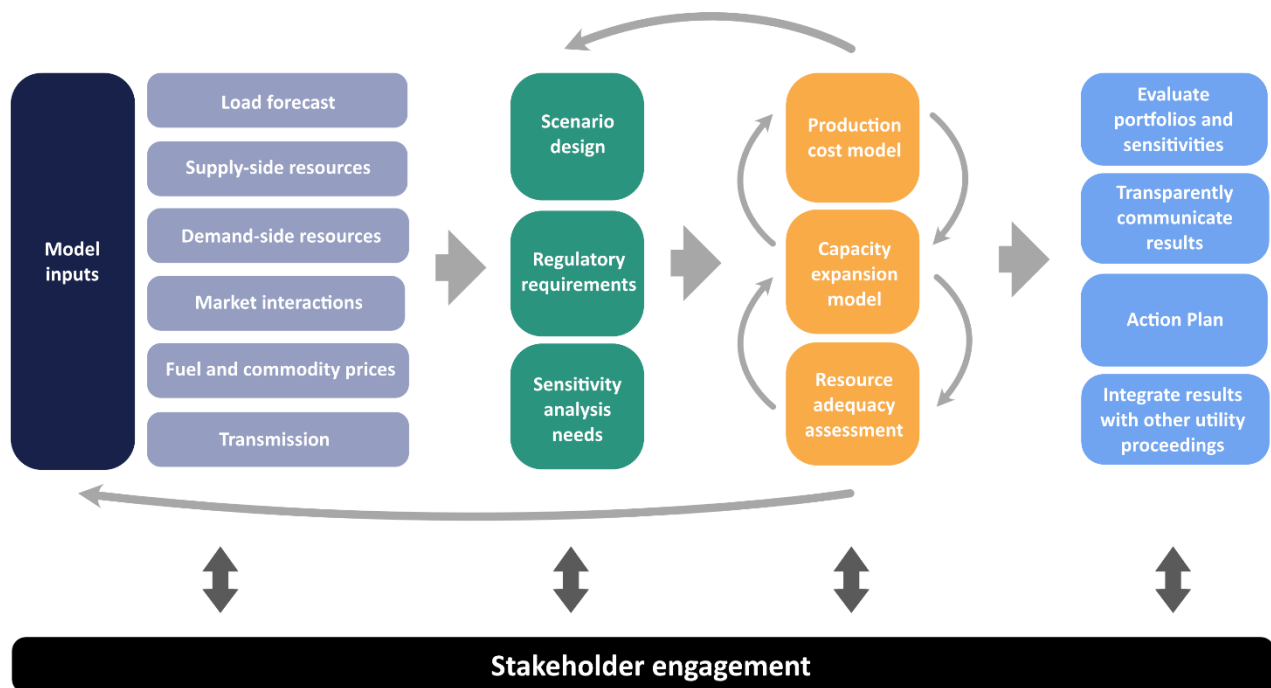 Model
inputs
Load forecast
Supply-side resources
Demand-side resources
Market interactions
Fuel and commodity prices
Transmission
Scenario
design
Regulatory
requirements
Sensitivity
analysis
needs
Production
cost model
Capacity
expansion
model
Resource
adequacy
assessment
Evaluate
portfolios and
sensitivities
Transparently
communicate
results
Action Plan
Integrate results
with other utility
proceedings
Stakeholder engagement